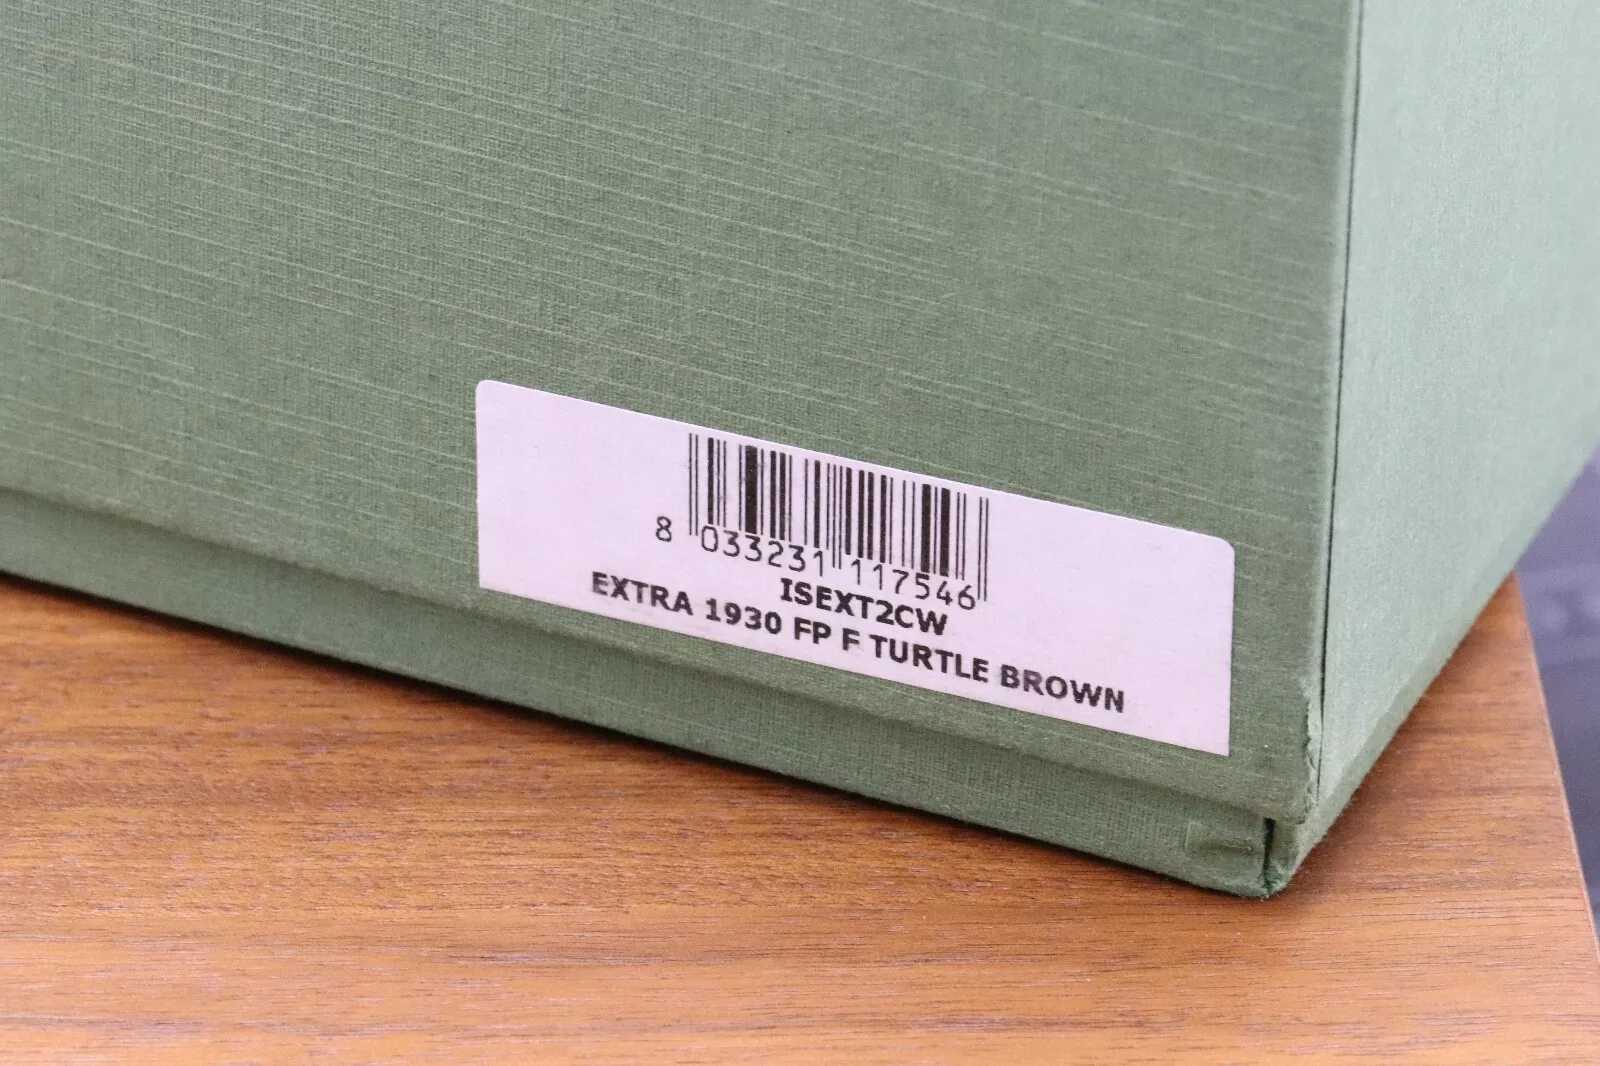 8 033231 117546
ISEXT2CW
EXTRA 1930 FP F TURTLE BROWN